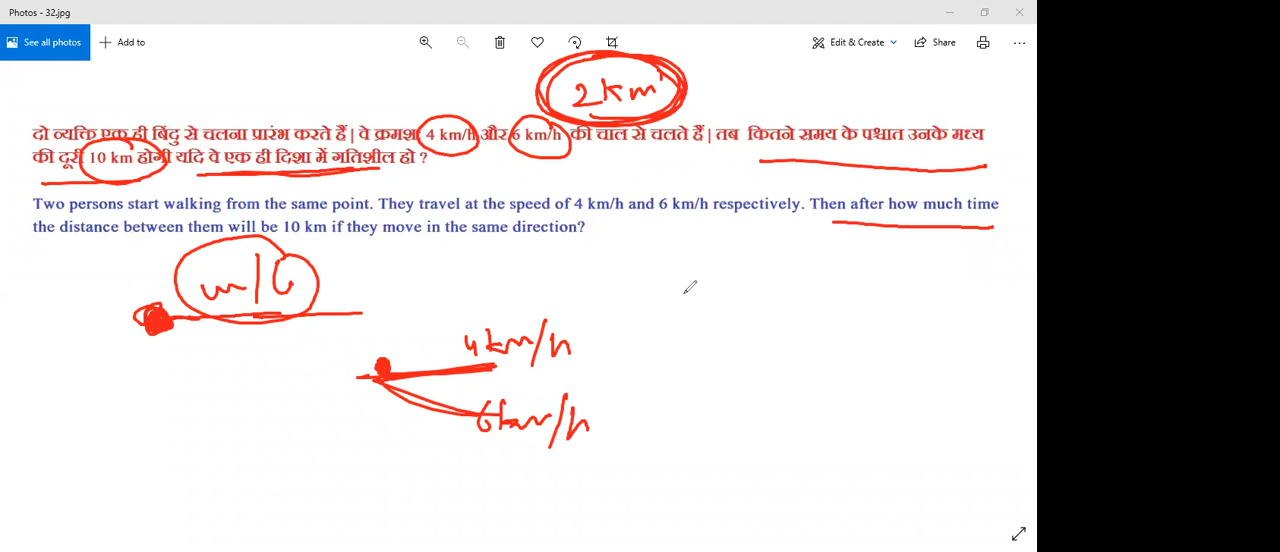 Photos - 32.jpg
See all photos
Add to
Edit & Create
Share
2km
दो व्यक्ति एक ही बिंदु से चलना प्रारंभ करते हैं | वे क्रमश: 4 km/h और 6 km/h की चाल से चलते हैं | तब कितने समय के पश्चात उनके मध्य
की दूरी 10 km होगी यदि वे एक ही दिशा में गतिशील हो ?
Two persons start walking from the same point. They travel at the speed of 4 km/h and 6 km/h respectively. Then after how much time
the distance between them will be 10 km if they move in the same direction?
4km/h
6km/h